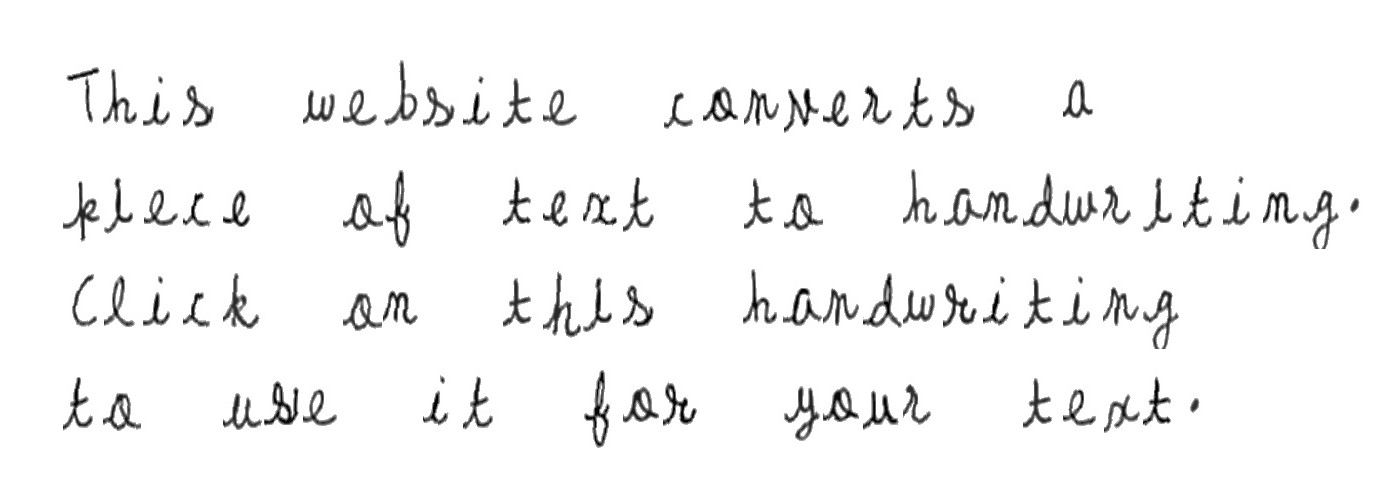 This website converts a
piece of text to handwriting.
Click on this handwriting
to use it for your text.